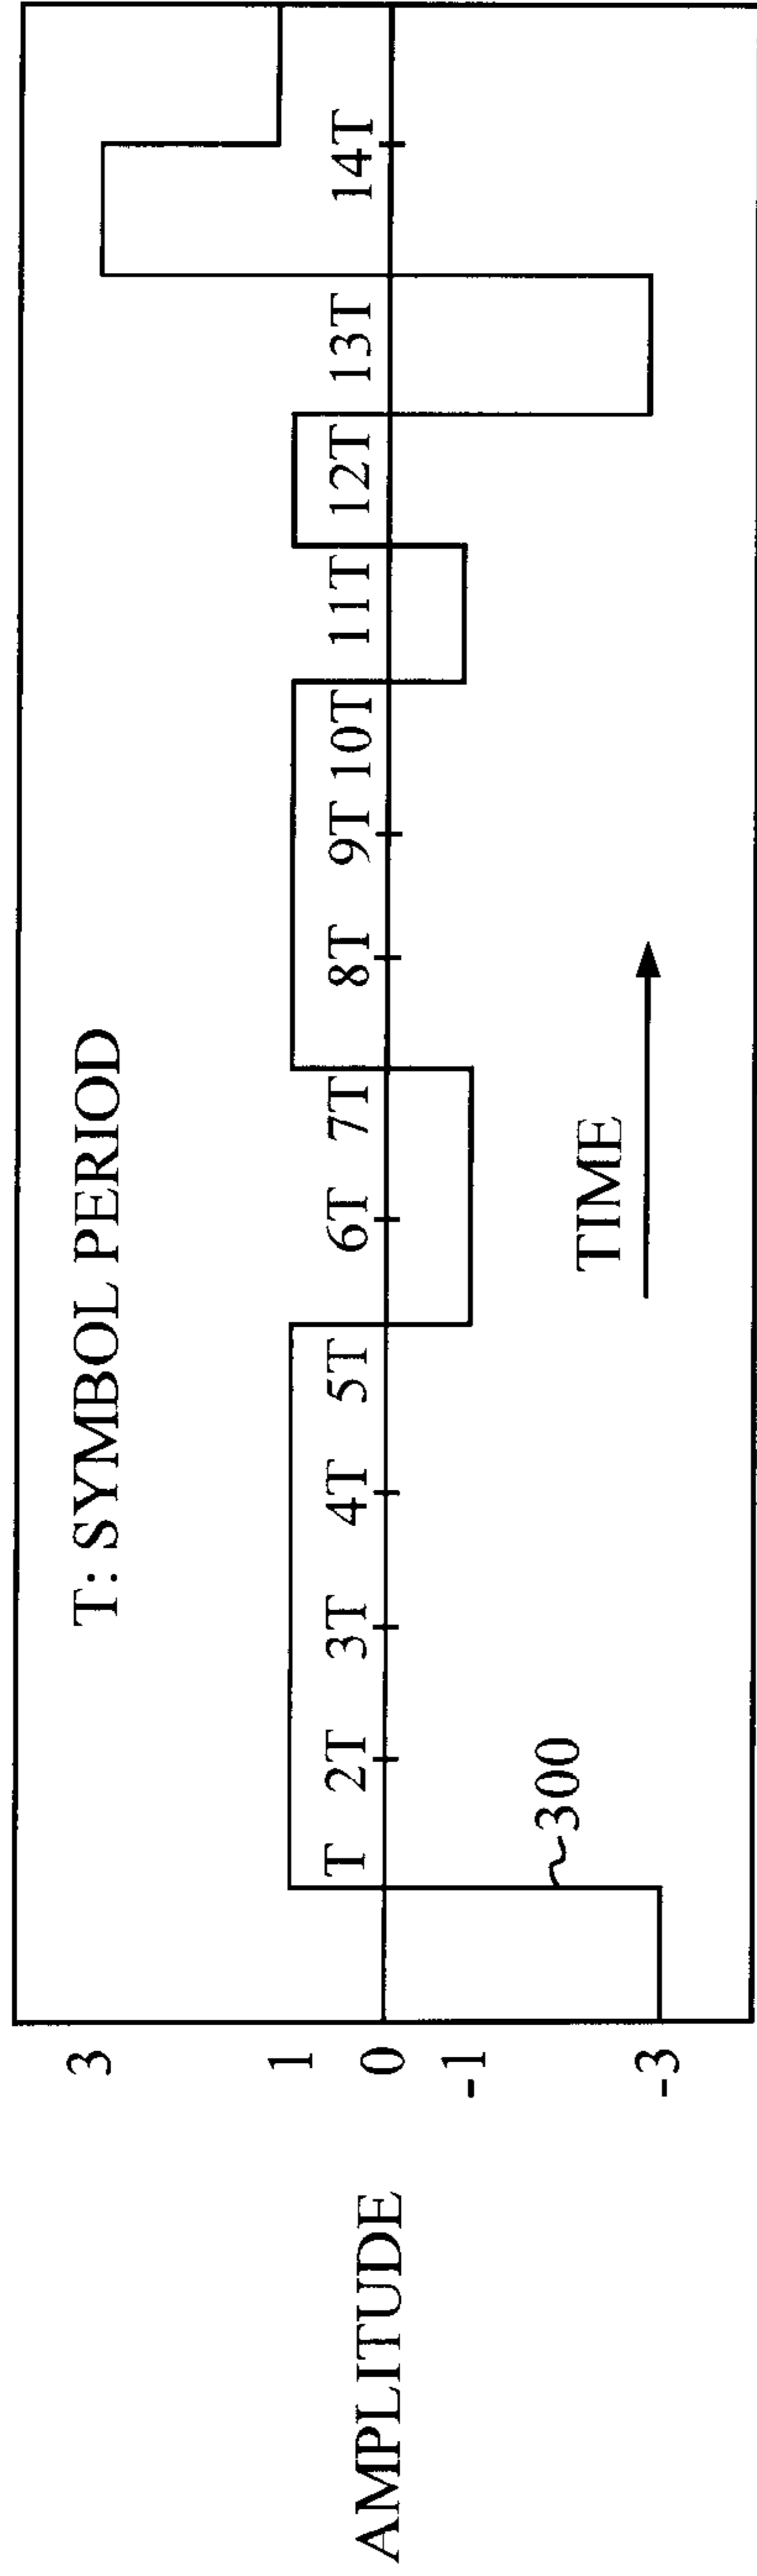 T: SYMBOL PERIOD
3
1
0
-1
-3
AMPLITUDE
T 2T 3T 4T 5T 6T 7T 8T 9T 10T 11T 12T 13T 14T
300
TIME